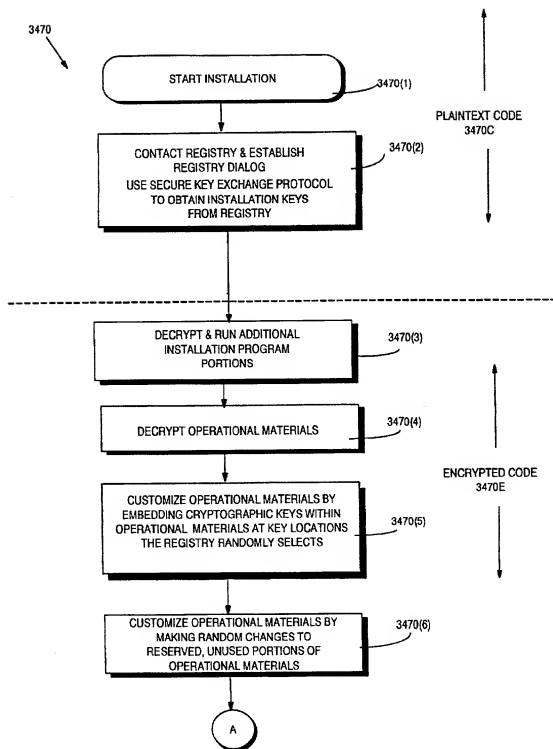 3470
START INSTALLATION
3470(1)
PLAINTEXT CODE
3470C
CONTACT REGISTRY & ESTABLISH
REGISTRY DIALOG
USE SECURE KEY EXCHANGE PROTOCOL
TO OBTAIN INSTALLATION KEYS
FROM REGISTRY
3470(2)
DECRYPT & RUN ADDITIONAL
INSTALLATION PROGRAM
PORTIONS
3470(3)
DECRYPT OPERATIONAL MATERIALS
3470(4)
ENCRYPTED CODE
3470E
CUSTOMIZE OPERATIONAL MATERIALS BY
EMBEDDING CRYPTOGRAPHIC KEYS WITHIN
OPERATIONAL MATERIALS AT KEY LOCATIONS
THE REGISTRY RANDOMLY SELECTS
3470(5)
CUSTOMIZE OPERATIONAL MATERIALS BY
MAKING RANDOM CHANGES TO
RESERVED, UNUSED PORTIONS OF
OPERATIONAL MATERIALS
3470(6)
A